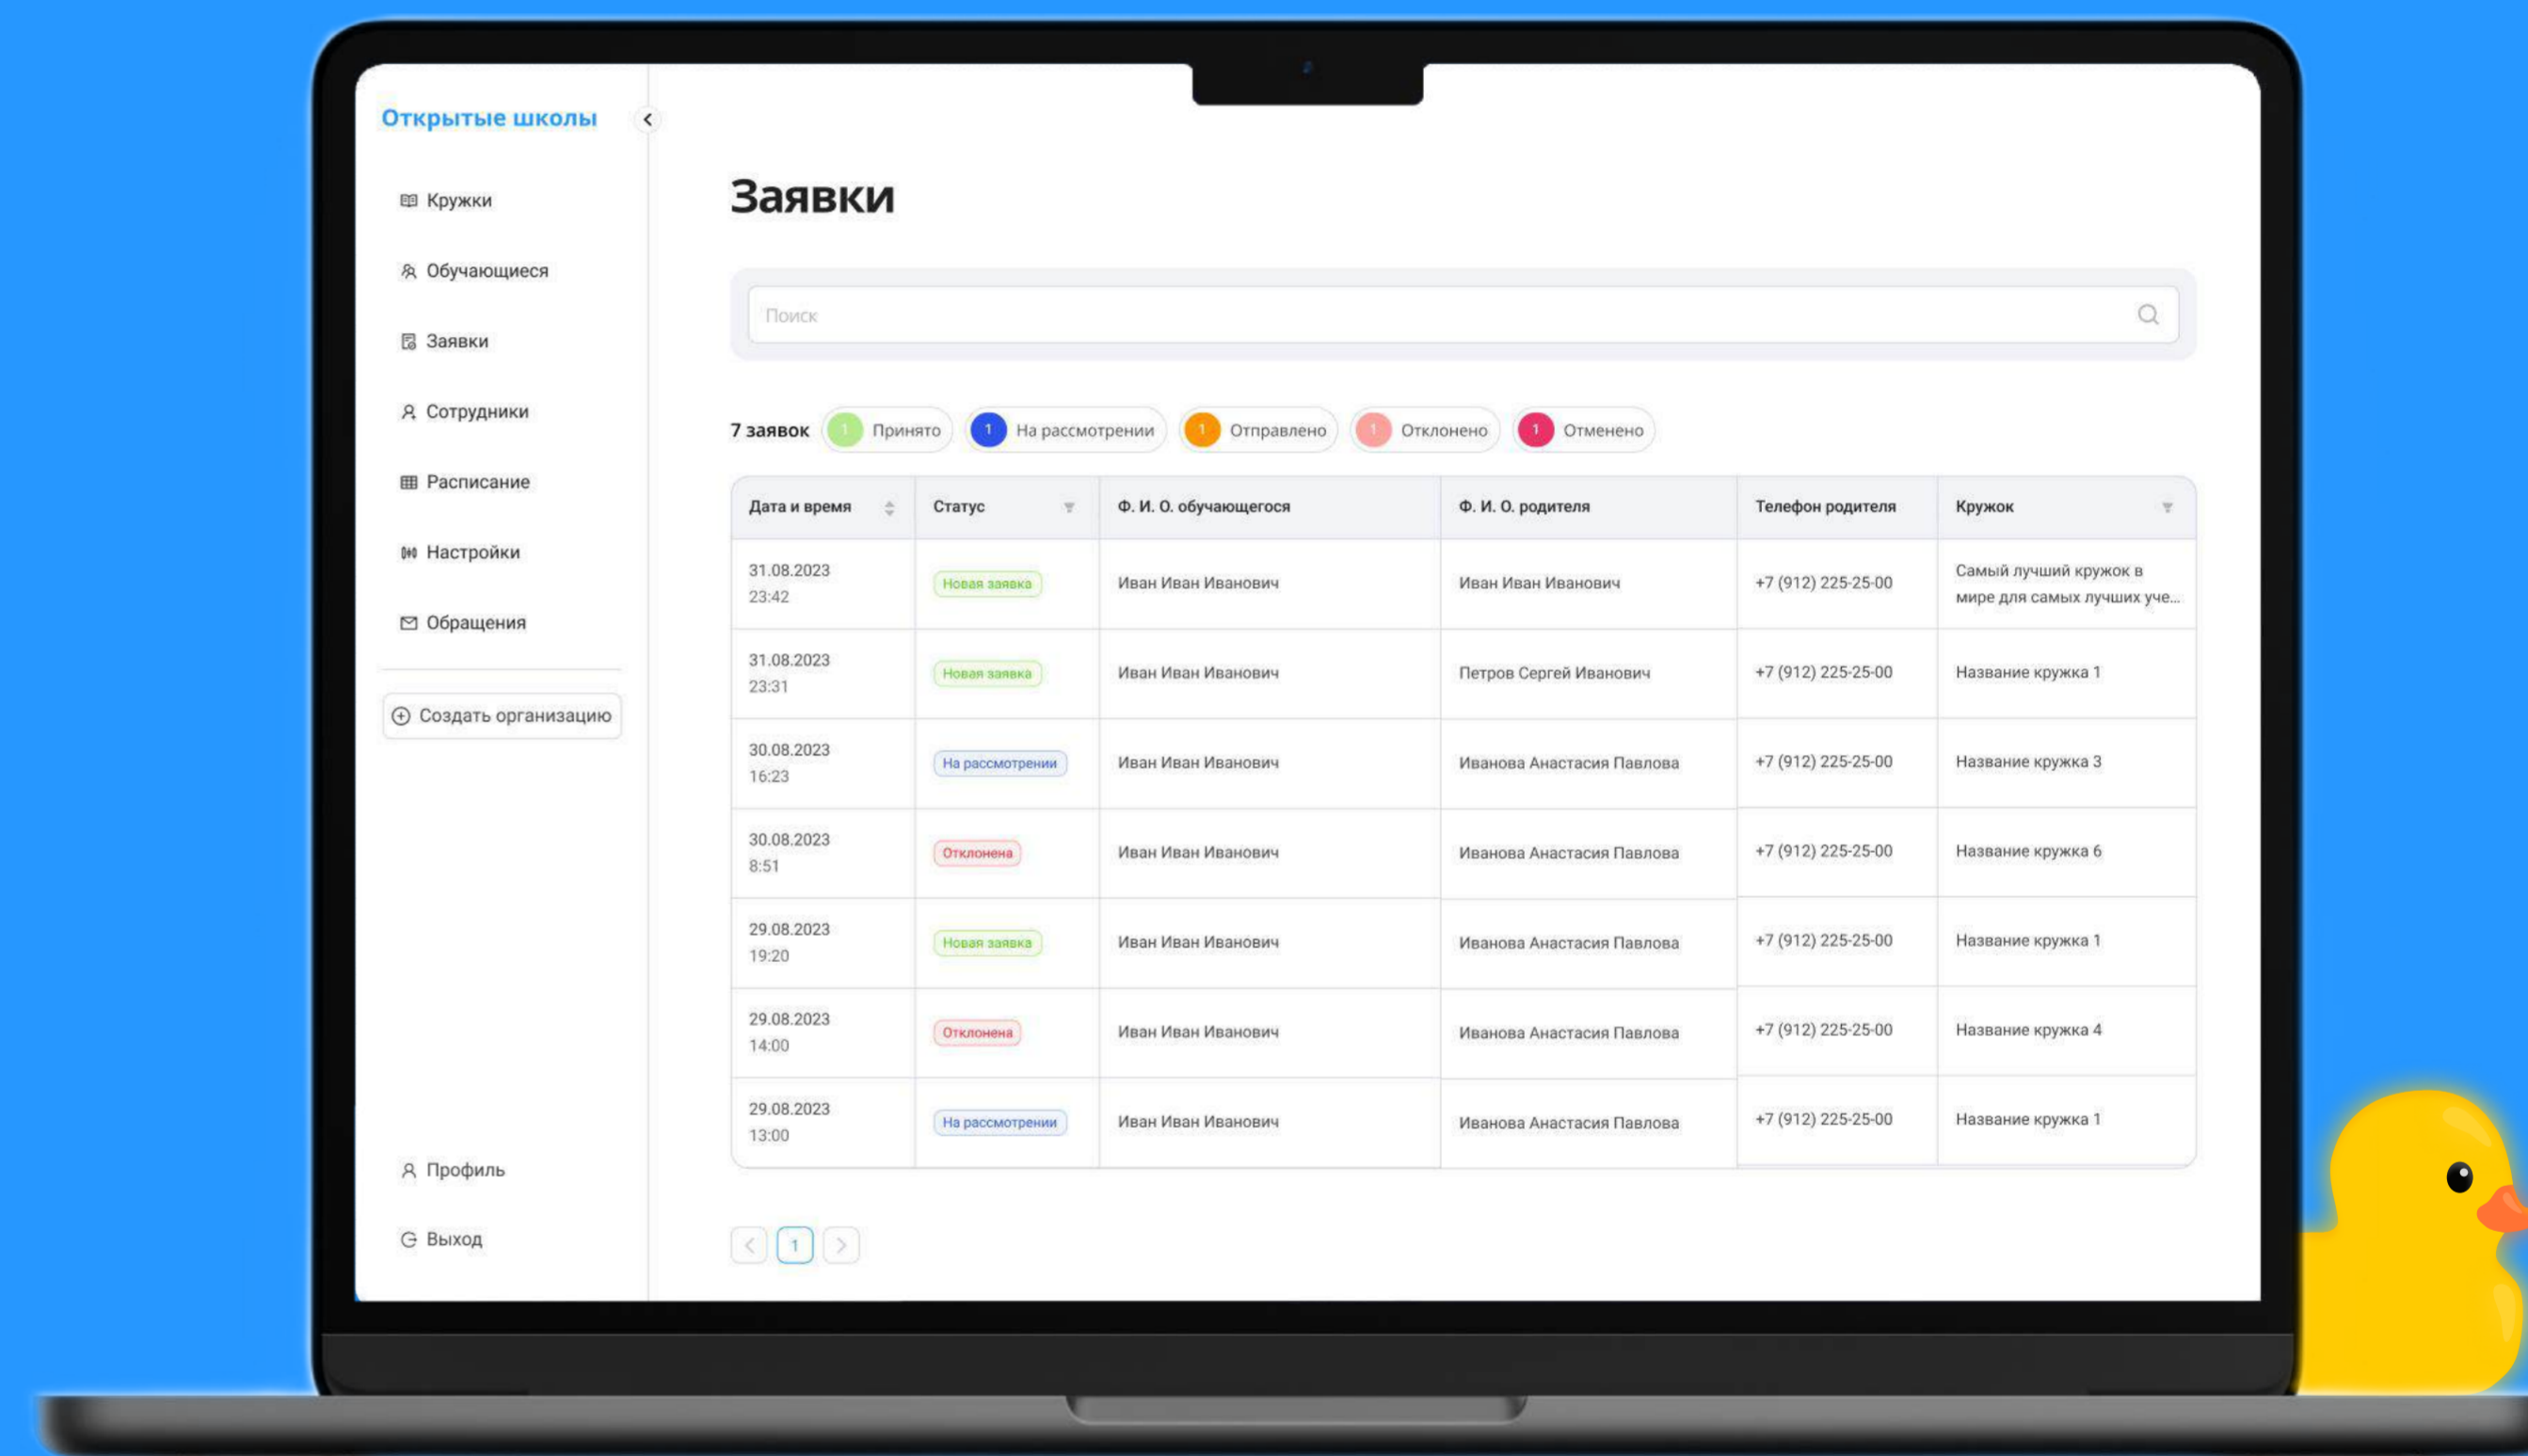 Открытые школы
Кружки
Обучающиеся
Заявки
Сотрудники
Расписание
Настройки
Обращения
Создать организацию
Профиль
Выход
Заявки
Поиск
7 заявок 1 Принято 1 На рассмотрении 1 Отправлено 1 Отклонено 1 Отменено
Дата и время Статус Ф. И. О. обучающегося Ф. И. О. родителя Телефон родителя Кружок
31.08.2023 23:42 Новая заявка Иван Иван Иванович Иван Иван Иванович +7 (912) 225-25-00 Самый лучший кружок в
мире для самых лучших уче...
31.08.2023 23:31 Новая заявка Иван Иван Иванович Петров Сергей Иванович +7 (912) 225-25-00 Название кружка 1
30.08.2023 16:23 На рассмотрении Иван Иван Иванович Иванова Анастасия Павлова +7 (912) 225-25-00 Название кружка 3
30.08.2023 8:51 Отклонена Иван Иван Иванович Иванова Анастасия Павлова +7 (912) 225-25-00 Название кружка 6
29.08.2023 19:20 Новая заявка Иван Иван Иванович Иванова Анастасия Павлова +7 (912) 225-25-00 Название кружка 1
29.08.2023 14:00 Отклонена Иван Иван Иванович Иванова Анастасия Павлова +7 (912) 225-25-00 Название кружка 4
29.08.2023 13:00 На рассмотрении Иван Иван Иванович Иванова Анастасия Павлова +7 (912) 225-25-00 Название кружка 1
1